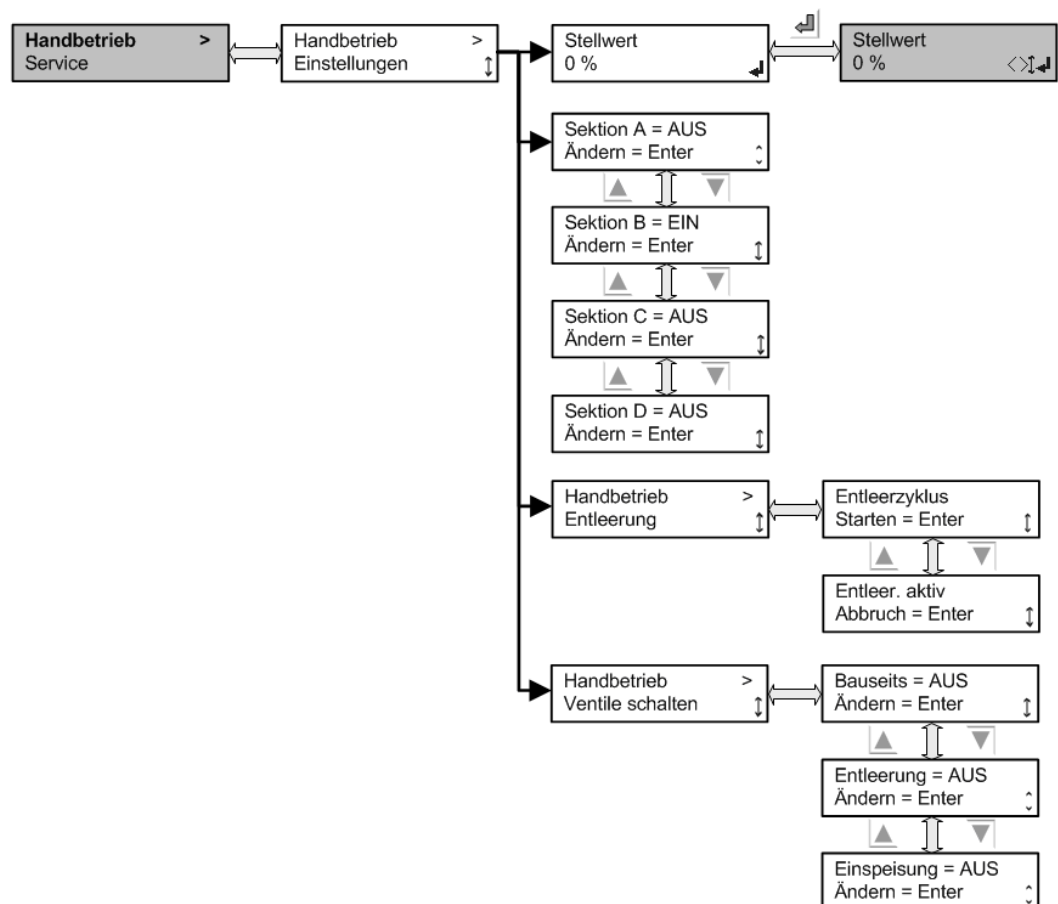 Handbetrieb >
Service
Handbetrieb >
Einstellungen
Stellwert
0 %
Stellwert
0 %
Sektion A = AUS
Ändern = Enter
Sektion B = EIN
Ändern = Enter
Sektion C = AUS
Ändern = Enter
Sektion D = AUS
Ändern = Enter
Handbetrieb >
Entleerung
Entleerzyklus
Starten = Enter
Entleer. aktiv
Abbruch = Enter
Handbetrieb >
Ventile schalten
Bauseits = AUS
Ändern = Enter
Entleerung = AUS
Ändern = Enter
Einspeisung = AUS
Ändern = Enter